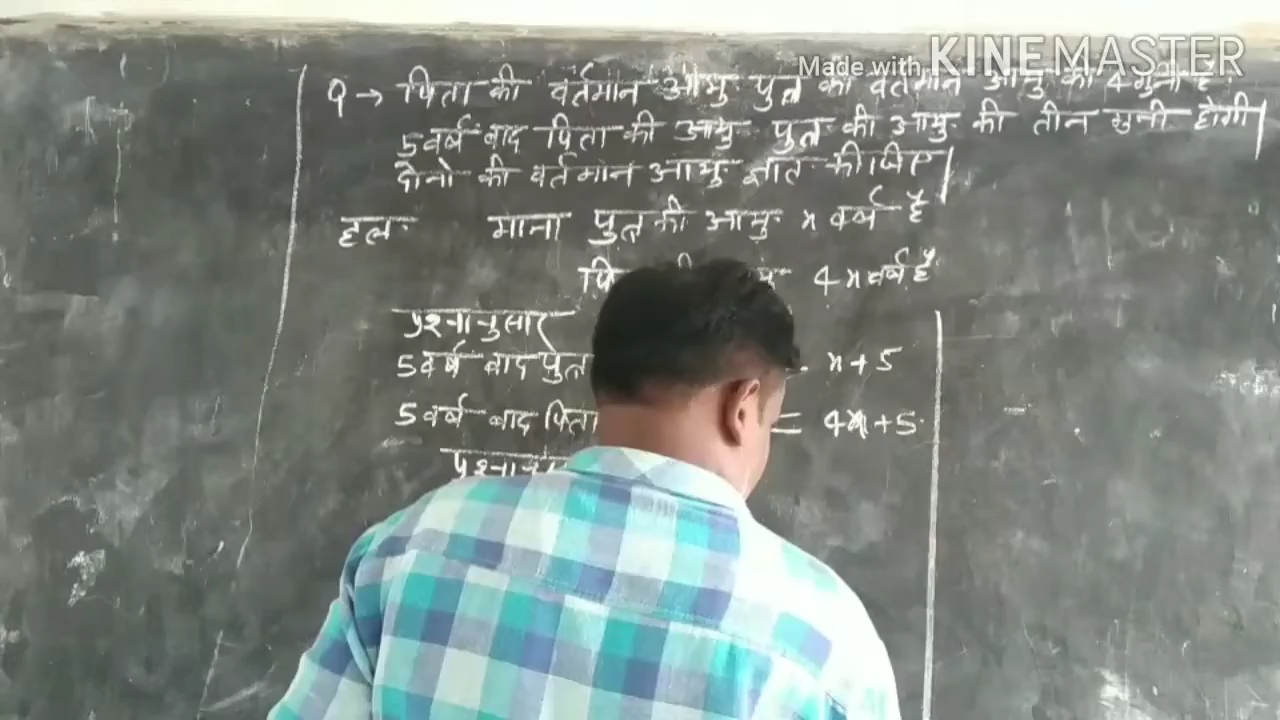 Made with KINEMASTER
Q → पिता की वर्तमान आयु पुत्र की वर्तमान आयु की 4 गुनी है।
5 वर्ष बाद पिता की आयु पुत्र की आयु की तीन गुनी होगी।
दोनो की वर्तमान आयु ज्ञात कीजिए।
हल माना पुत्र की आयु x वर्ष है
4x वर्ष है
प्रश्नानुसार
5 वर्ष बाद पुत्र x + 5
5 वर्ष बाद पिता = 4x + 5